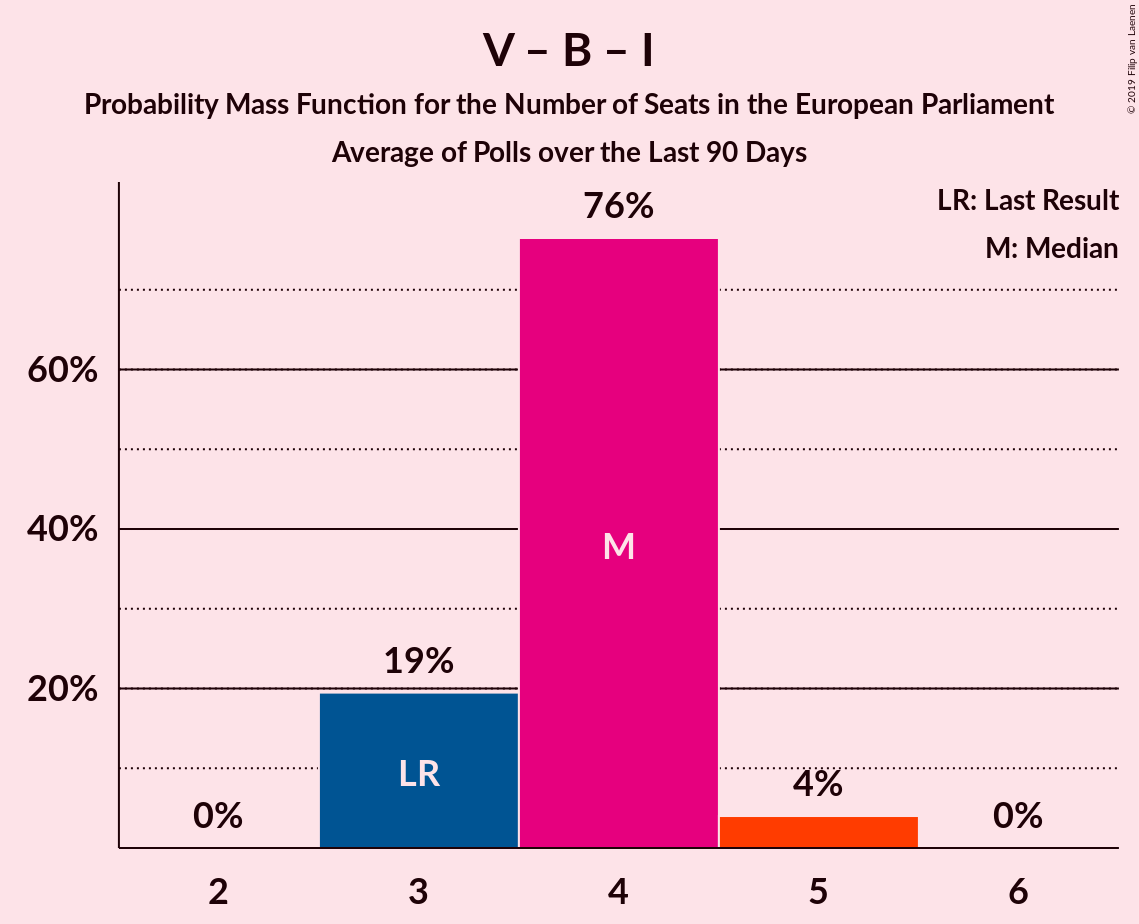 V – B – I
Probability Mass Function for the Number of Seats in the European Parliament
Average of Polls over the Last 90 Days
© 2019 Filip van Laenen
LR: Last Result
M: Median
76%
60%
M
40%
19%
20%
LR
4%
0%
0%
2 3 4 5 6